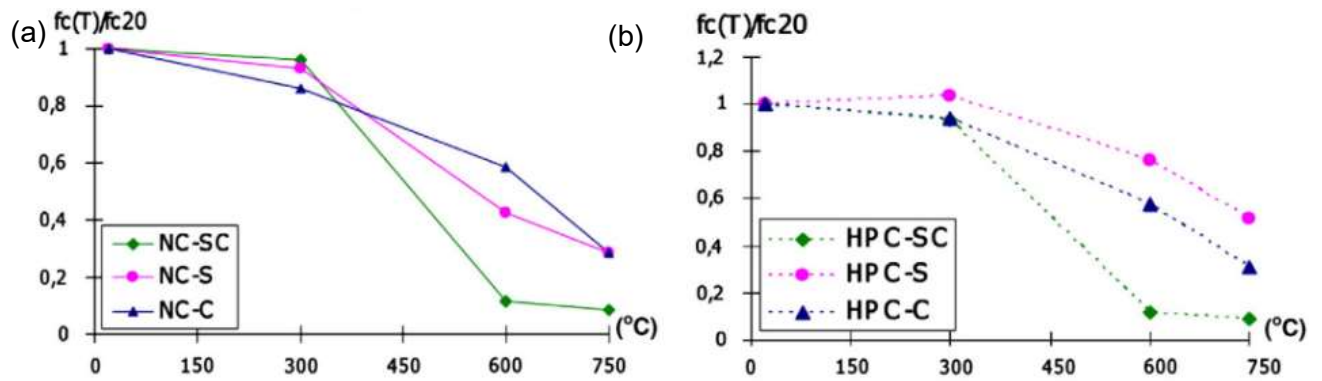 (a)
fc(T)/fc20
1
0,8
0,6
0,4
0,2
0
NC-SC
NC-S
NC-C
0 150 300 450 600 750
(°C)
(b)
fc(T)/fc20
1,2
1
0,8
0,6
0,4
0,2
0
HPC-SC
HPC-S
HPC-C
0 150 300 450 600 750
(°C)